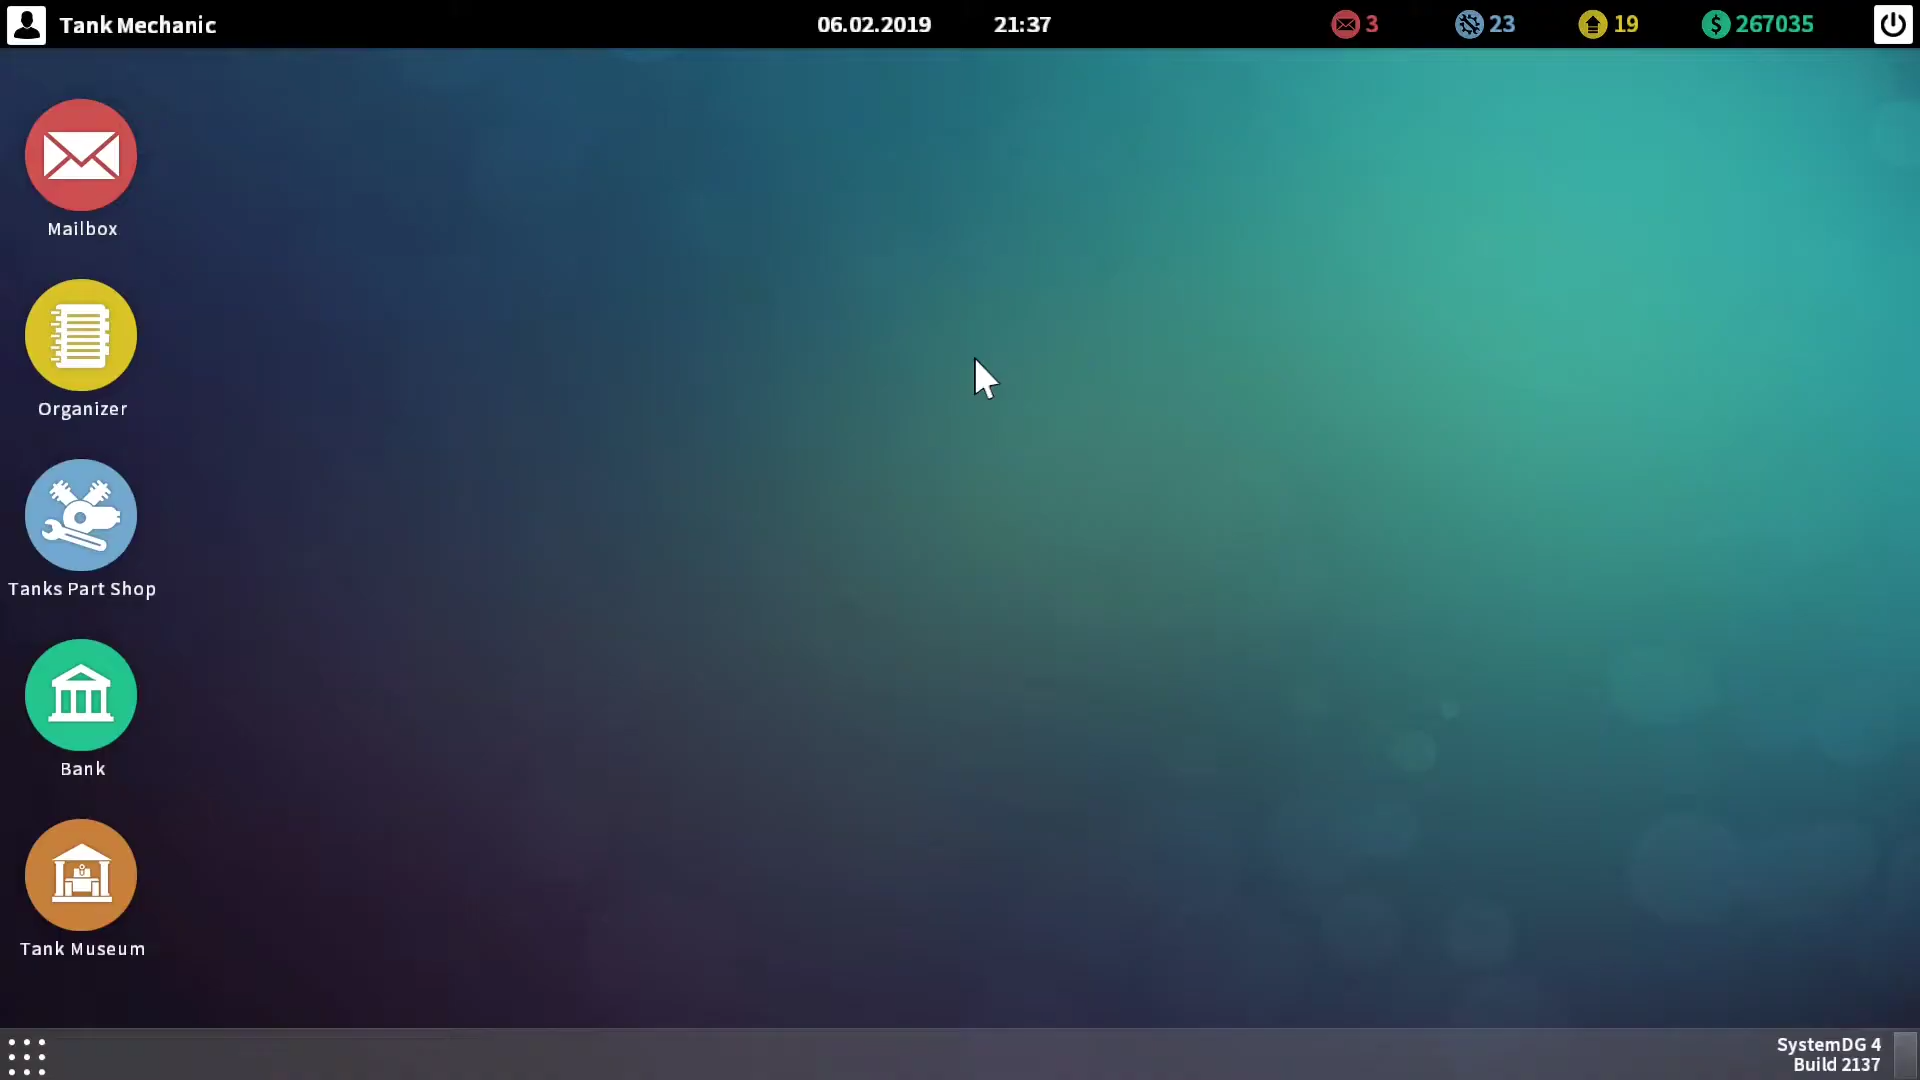 Tank Mechanic
06.02.2019 21:37
3 23 19 267035
Mailbox
Organizer
Tanks Part Shop
Bank
Tank Museum
SystemDG 4
Build 2137